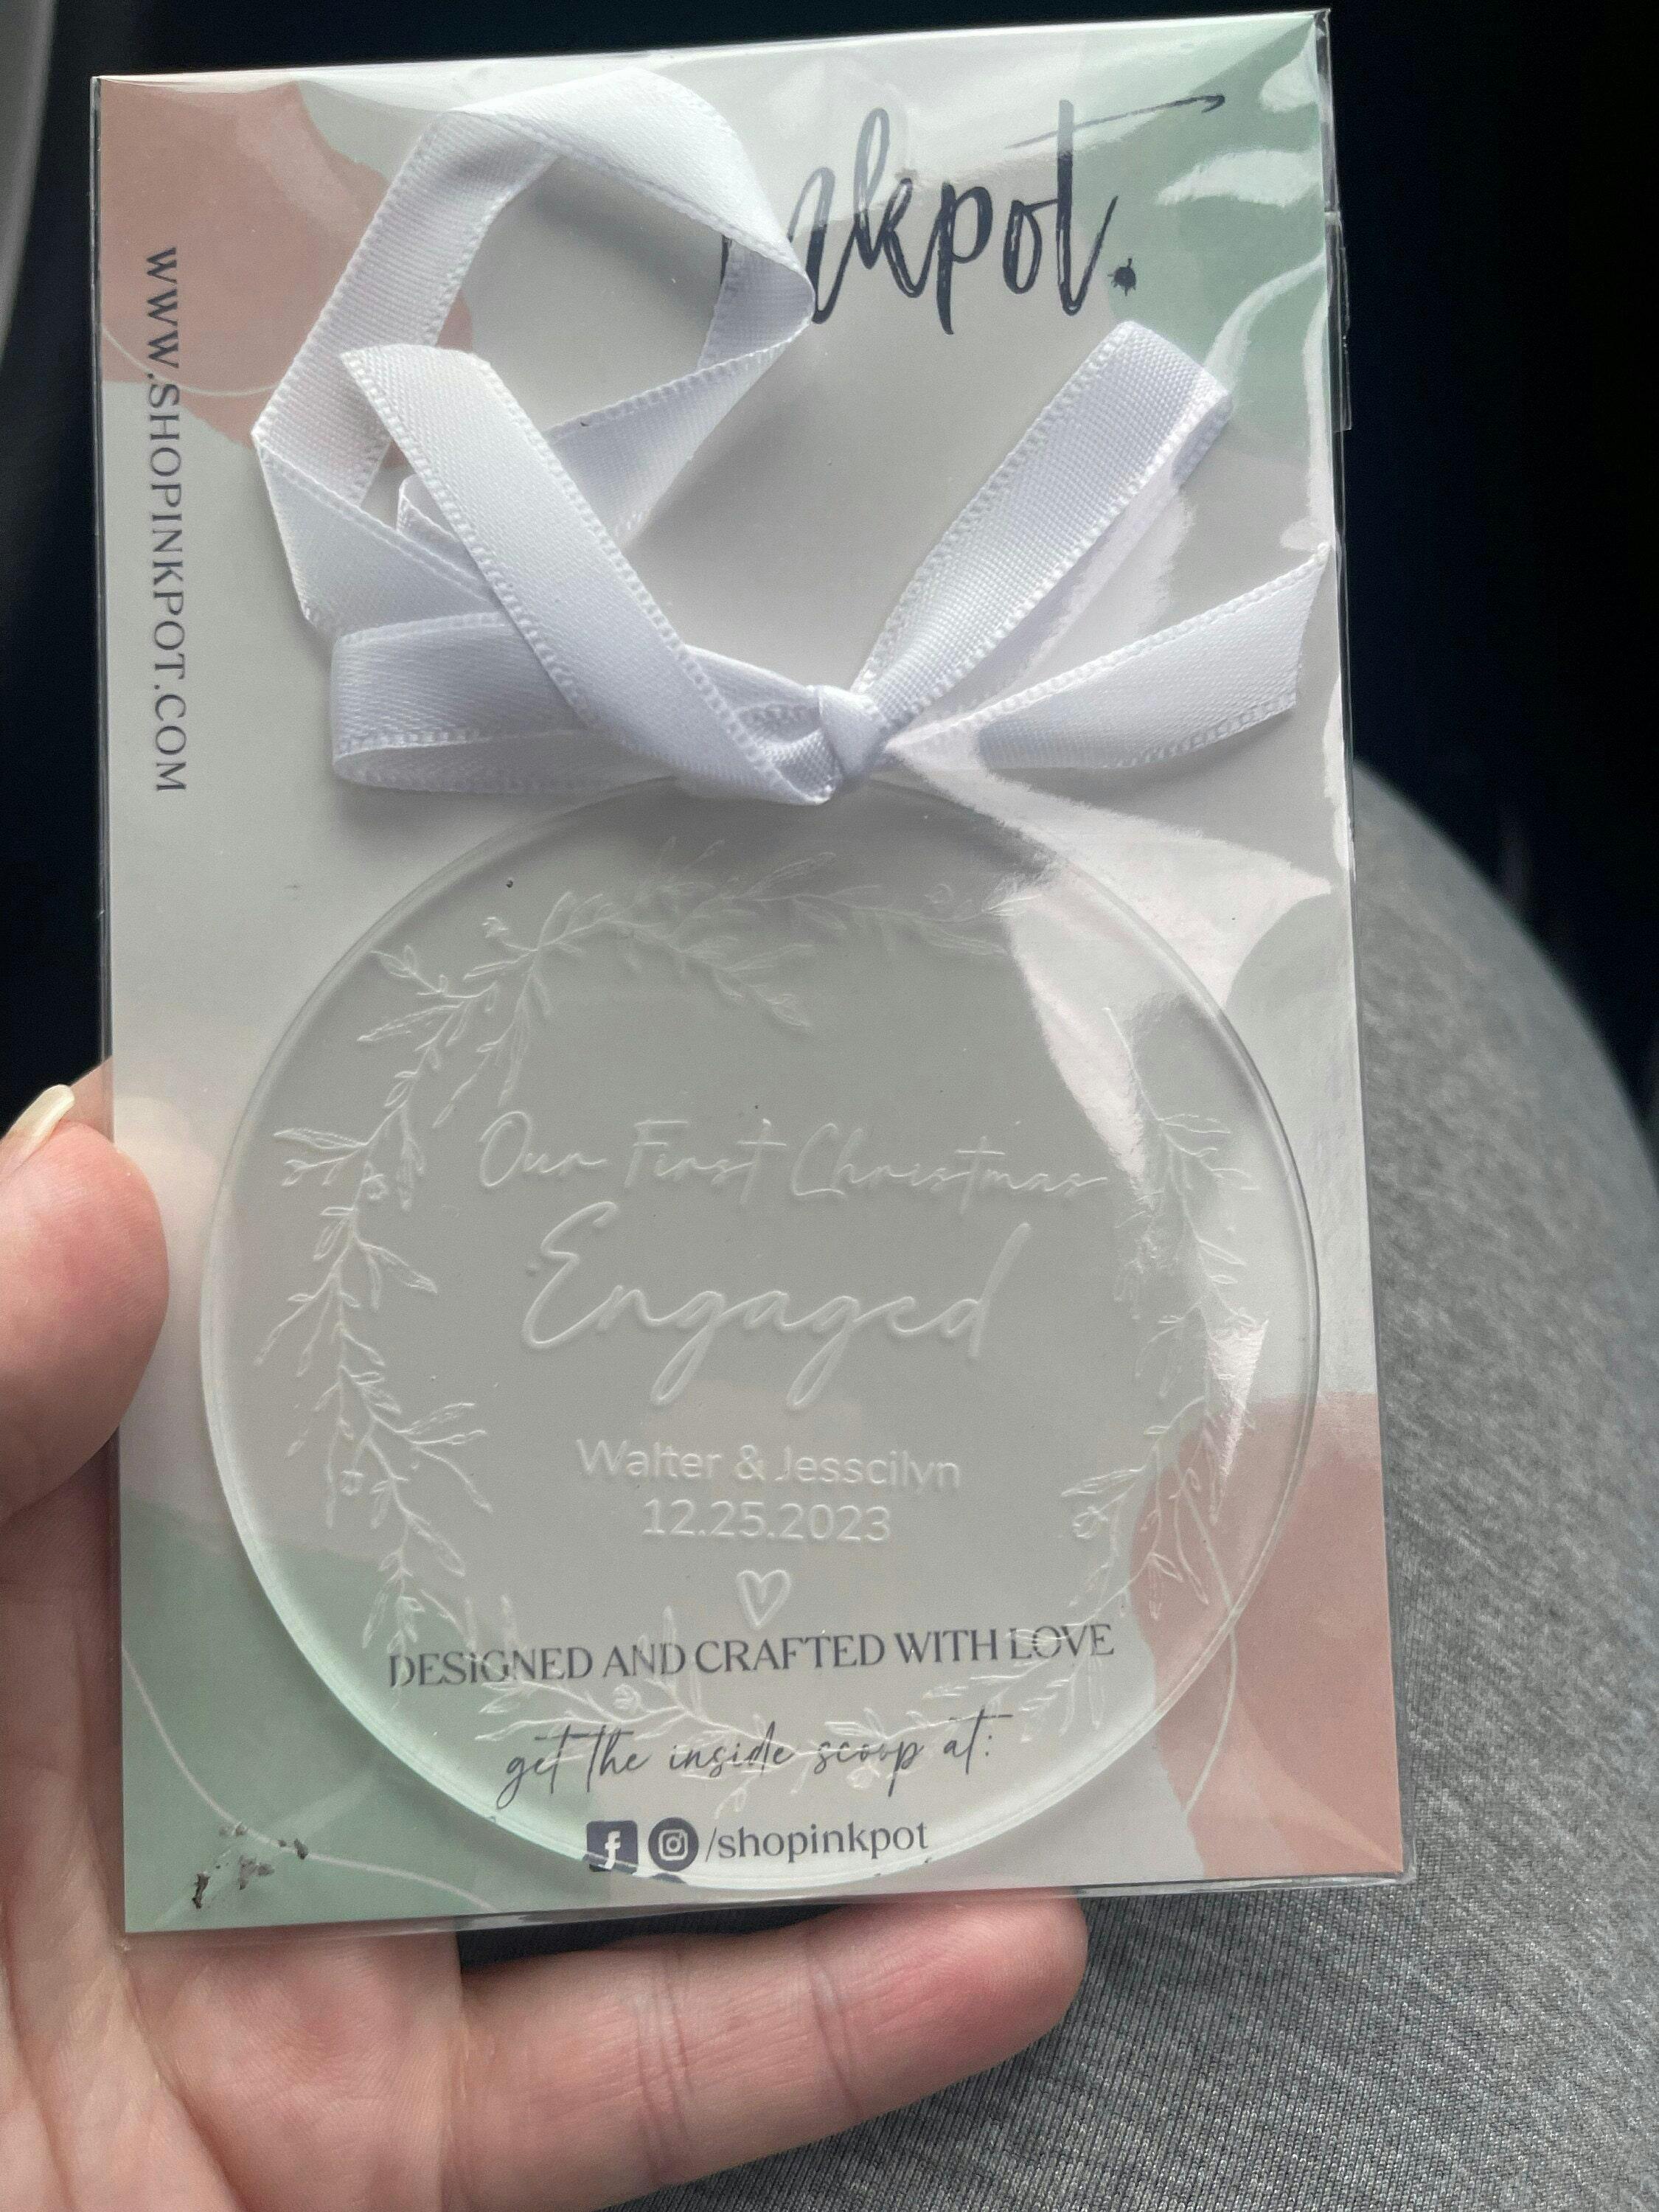 Inkpot.
WWW.SHOPINKPOT.COM
Our First Christmas
Engaged
Walter & Jesscilyn
12.25.2023
DESIGNED AND CRAFTED WITH LOVE
get the inside scoop at:
/shopinkpot